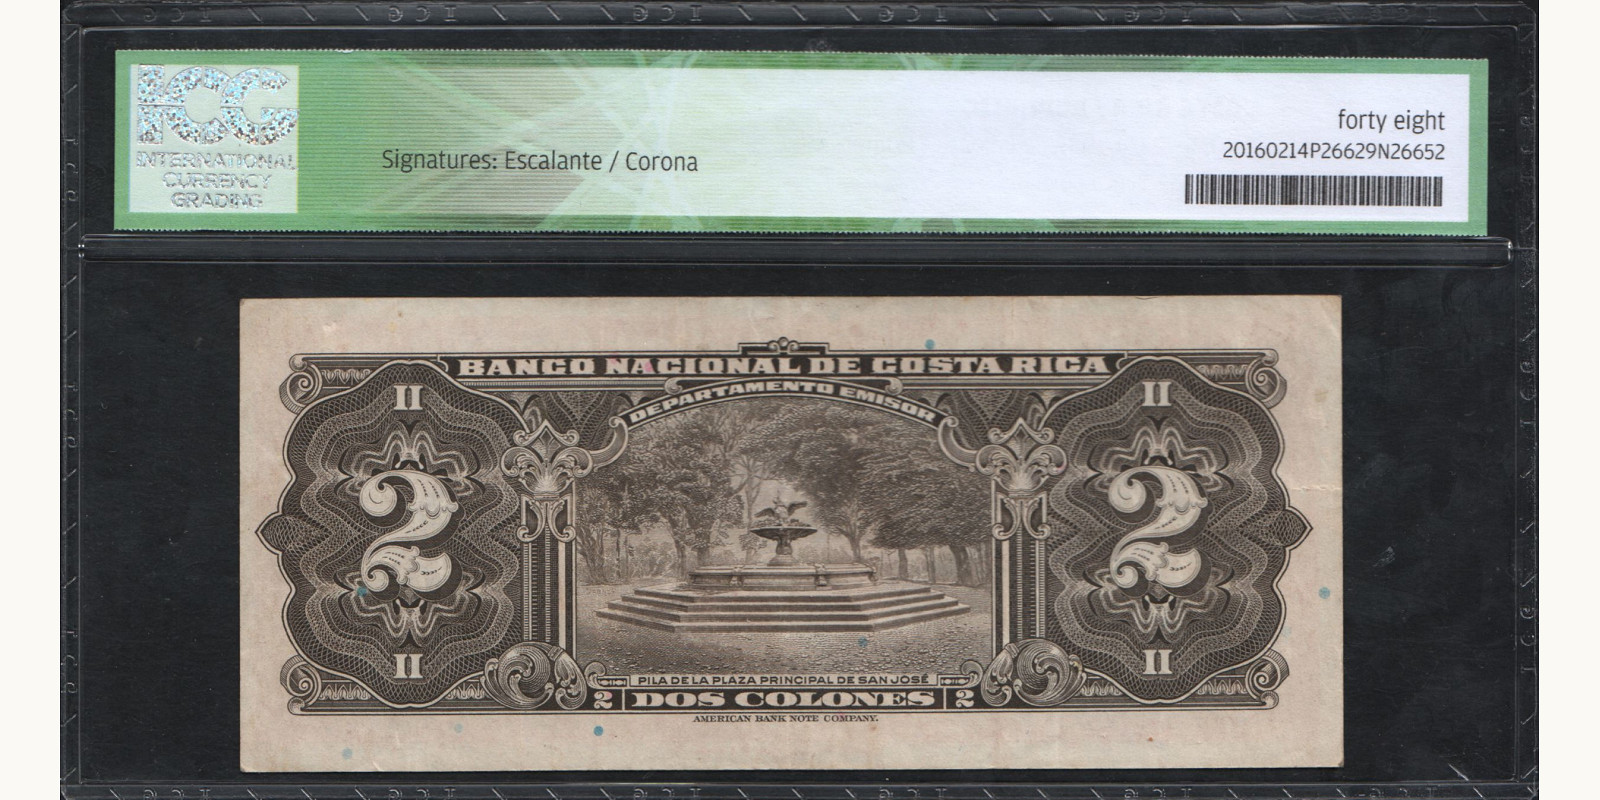 ICG
INTERNATIONAL
CURRENCY
GRADING
Signatures: Escalante / Corona
forty eight
20160214P26629N26652
BANCO NACIONAL DE COSTA RICA
DEPARTAMENTO EMISOR
II II
2 2
II II
PILA DE LA PLAZA PRINCIPAL DE SAN JOSÉ
2 DOS COLONES 2
AMERICAN BANK NOTE COMPANY.